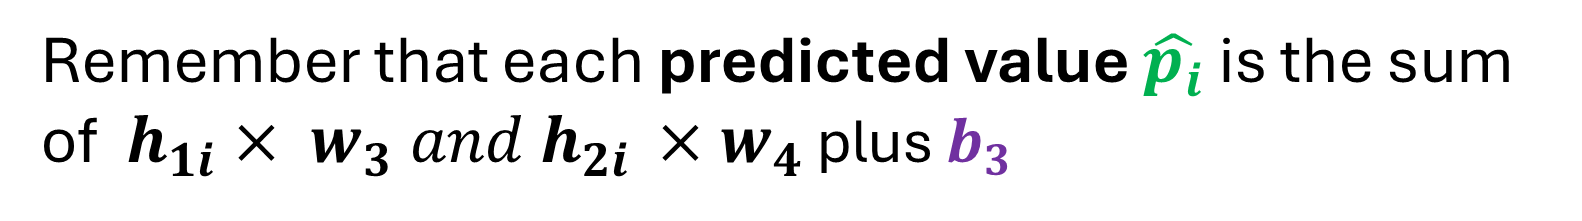 Remember that each predicted value p̂ᵢ is the sum
of h₁ᵢ × w₃ and h₂ᵢ × w₄ plus b₃